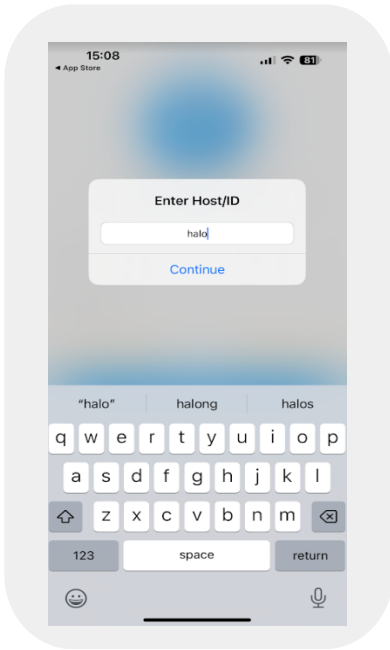 15:08
81
◀ App Store
Enter Host/ID
halo
Continue
“halo” halong halos
q w e r t y u i o p
a s d f g h j k l
z x c v b n m
123 space return